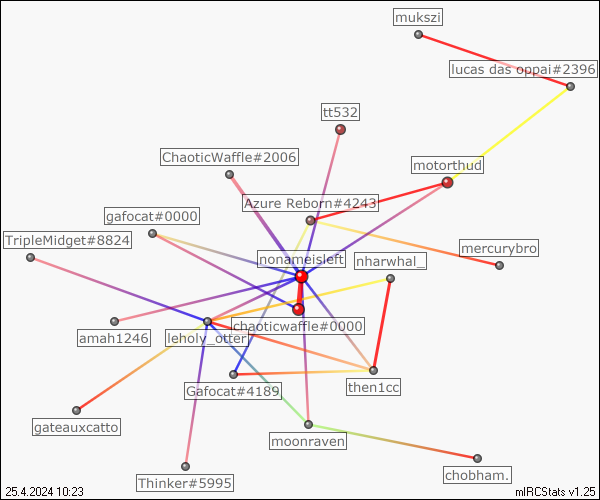 mukszi
lucas das oppai#2396
tt532
ChaoticWaffle#2006
motorthud
Azure Reborn#4243
gafocat#0000
TripleMidget#8824
mercurybro
nonameisleft
nharwhal_
chaoticwaffle#0000
amah1246
leholy_otter
Gafocat#4189
then1cc
gateauxcatto
moonraven
chobham.
Thinker#5995
25.4.2024 10:23
mIRCStats v1.25